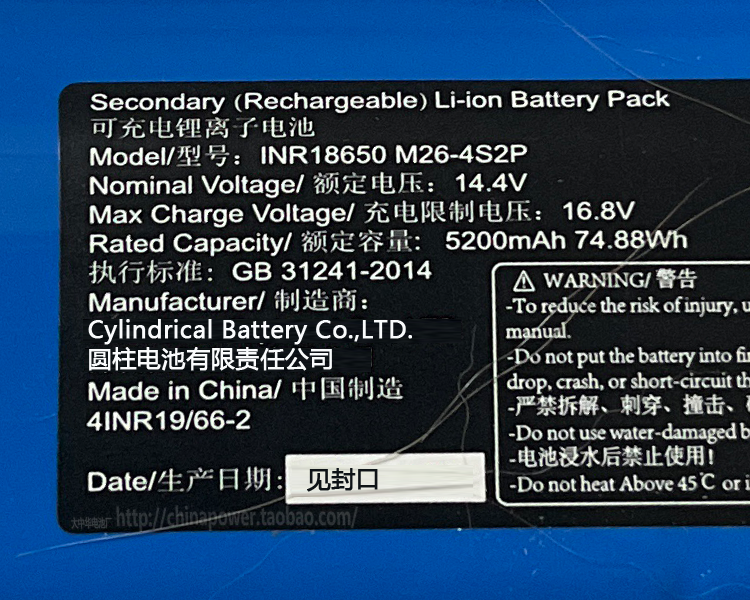 Secondary (Rechargeable) Li-ion Battery Pack
可充电锂离子电池
Model/型号：INR18650 M26-4S2P
Nominal Voltage/ 额定电压：14.4V
Max Charge Voltage/ 充电限制电压：16.8V
Rated Capacity/ 额定容量： 5200mAh 74.88Wh
执行标准：GB 31241-2014
Manufacturer/ 制造商：
Cylindrical Battery Co.,LTD.
圆柱电池有限责任公司
Made in China/ 中国制造
4INR19/66-2
Date/生产日期：见封口
WARNING/ 警告
-To reduce the risk of injury,
manual.
-Do not put the battery into
drop, crash, or short-circuit
-严禁拆解、刺穿、撞击、
-Do not use water-damaged
-电池浸水后禁止使用！
-Do not heat Above 45℃ or
大中华电池厂 http://chinapower.taobao.com/